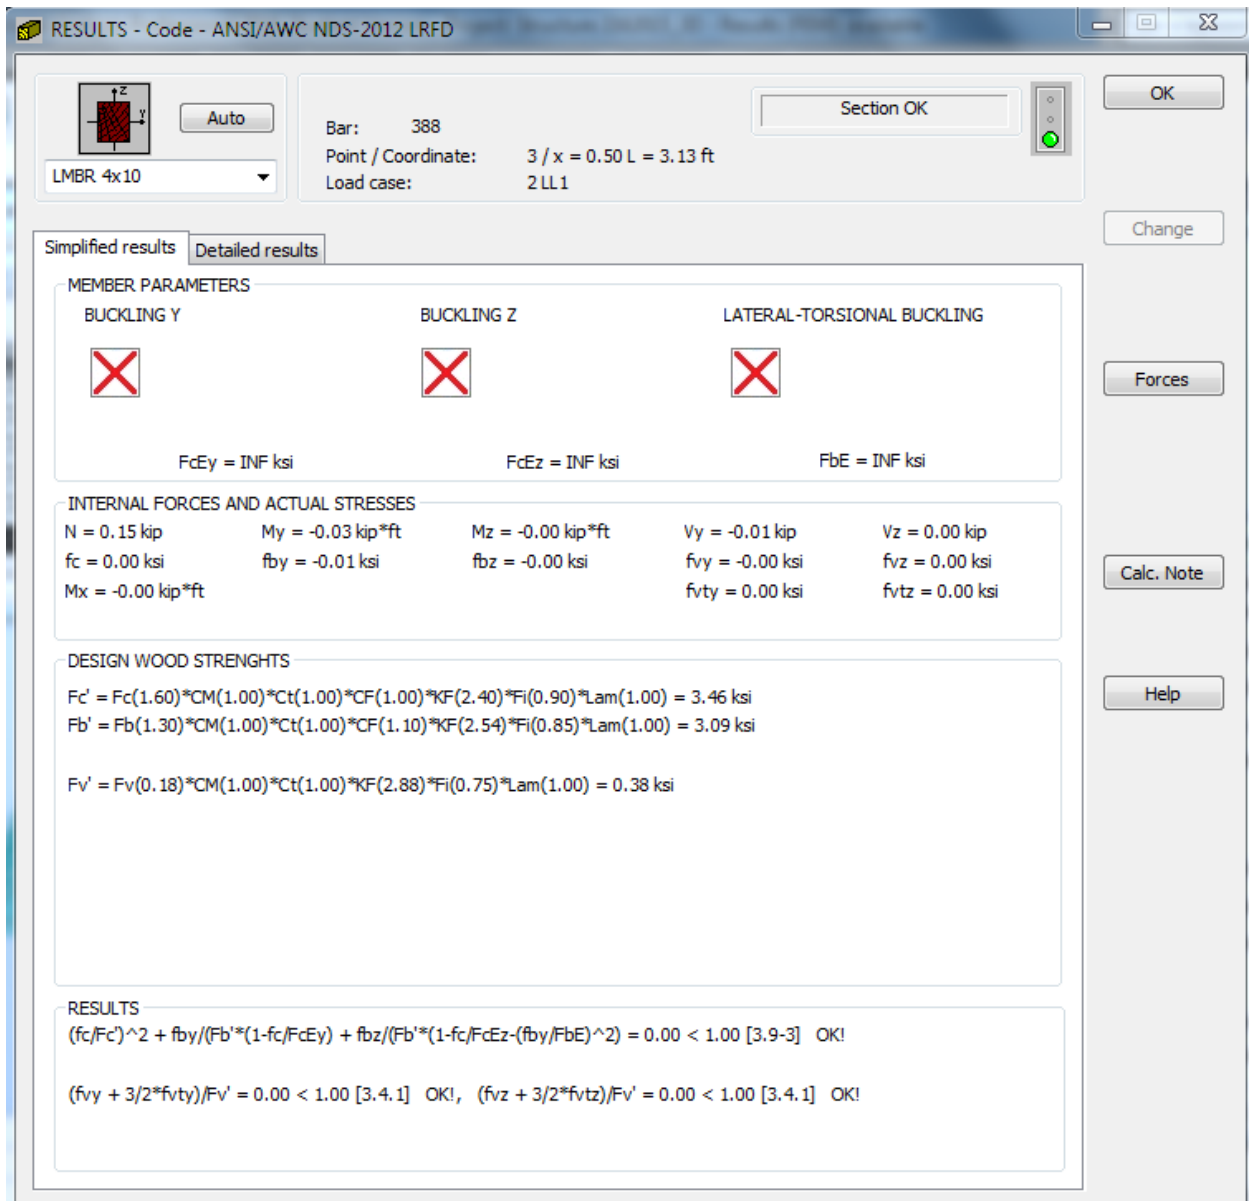 RESULTS - Code - ANSI/AWC NDS-2012 LRFD
Z
Y
Auto
LMBR 4x10
Bar: 388
Point / Coordinate: 3 / x = 0.50 L = 3.13 ft
Load case: 2 LL1
Section OK
OK
Change
Forces
Calc. Note
Help
Simplified results
Detailed results
MEMBER PARAMETERS
BUCKLING Y BUCKLING Z LATERAL-TORSIONAL BUCKLING
FcEy = INF ksi FcEz = INF ksi FbE = INF ksi
INTERNAL FORCES AND ACTUAL STRESSES
N = 0.15 kip My = -0.03 kip*ft Mz = -0.00 kip*ft Vy = -0.01 kip Vz = 0.00 kip
fc = 0.00 ksi fby = -0.01 ksi fbz = -0.00 ksi fvy = -0.00 ksi fvz = 0.00 ksi
Mx = -0.00 kip*ft fvty = 0.00 ksi fvtz = 0.00 ksi
DESIGN WOOD STRENGHTS
Fc' = Fc(1.60)*CM(1.00)*Ct(1.00)*CF(1.00)*KF(2.40)*Fi(0.90)*Lam(1.00) = 3.46 ksi
Fb' = Fb(1.30)*CM(1.00)*Ct(1.00)*CF(1.10)*KF(2.54)*Fi(0.85)*Lam(1.00) = 3.09 ksi
Fv' = Fv(0.18)*CM(1.00)*Ct(1.00)*KF(2.88)*Fi(0.75)*Lam(1.00) = 0.38 ksi
RESULTS
(fc/Fc')^2 + fby/(Fb'*(1-fc/FcEy) + fbz/(Fb'*(1-fc/FcEz-(fby/FbE)^2) = 0.00 < 1.00 [3.9-3] OK!
(fvy + 3/2*fvty)/Fv' = 0.00 < 1.00 [3.4.1] OK!, (fvz + 3/2*fvtz)/Fv' = 0.00 < 1.00 [3.4.1] OK!